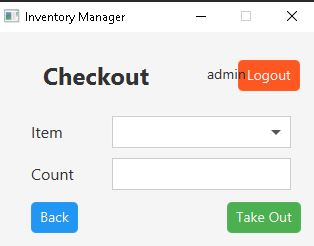 Inventory Manager
Checkout
admin Logout
Item
Count
Back Take Out